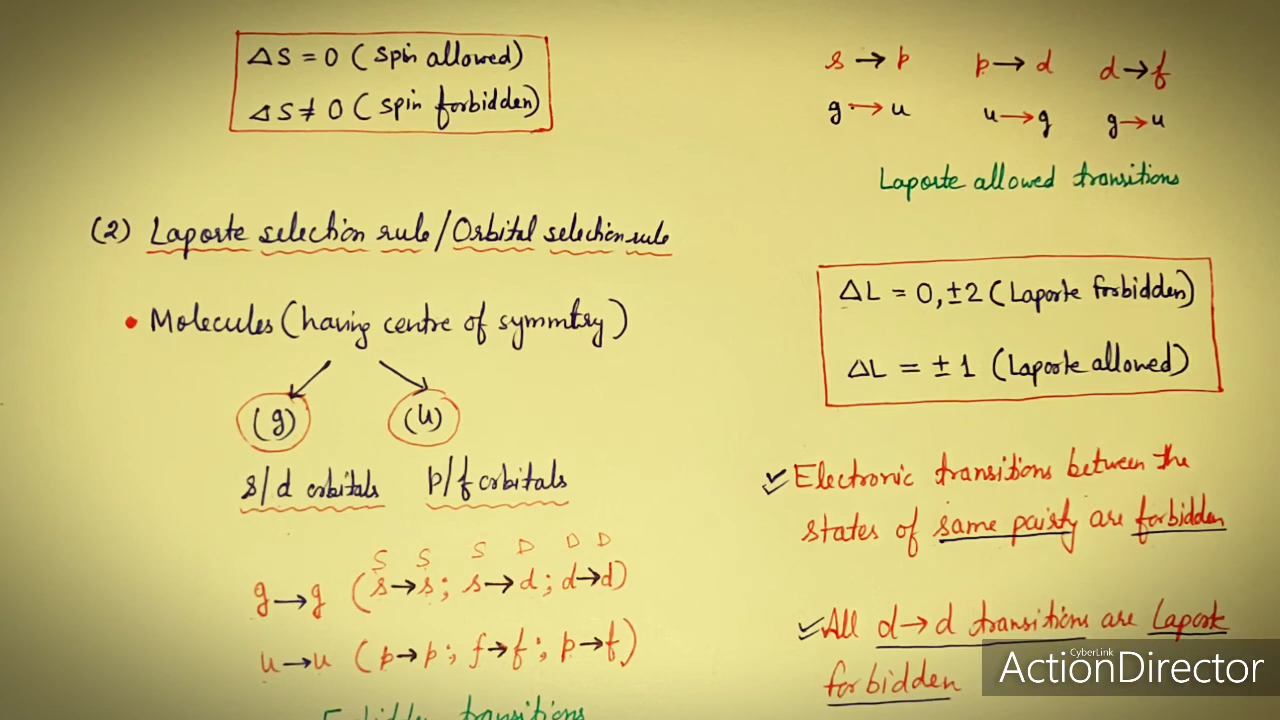 ΔS = 0 ( spin allowed)
ΔS ≠ 0 ( spin forbidden)
(2) Laporte selection rule / Orbital selection rule
• Molecules (having centre of symmtry)
(g) (u)
s/d orbitals p/f orbitals
S S S D D D
g → g (s → s ; s → d ; d → d)
u → u (p → p ; f → f ; p → f)
transitions
s → p p → d d → f
g → u u → g g → u
Laporte allowed transitions
ΔL = 0, ±2 (Laporte forbidden)
ΔL = ±1 (Laporte allowed)
Electronic transitions between the
states of same parity are forbidden
All d → d transitions are Laporte
forbidden
CyberLink
ActionDirector